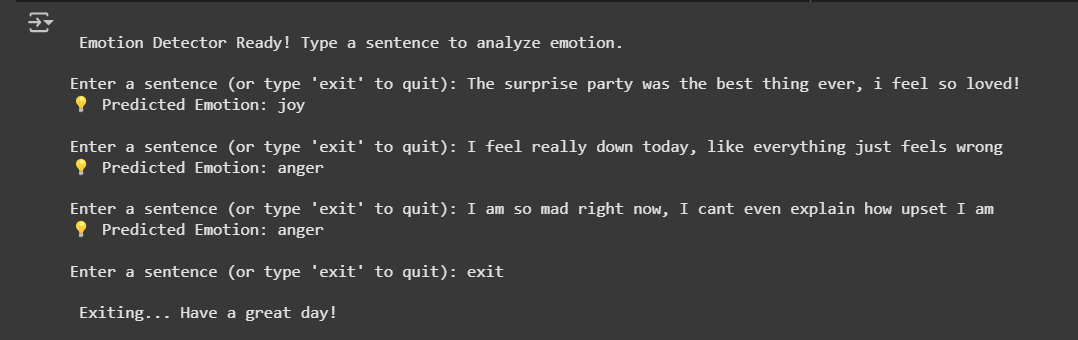 Emotion Detector Ready! Type a sentence to analyze emotion.
Enter a sentence (or type 'exit' to quit): The surprise party was the best thing ever, i feel so loved!
💡 Predicted Emotion: joy
Enter a sentence (or type 'exit' to quit): I feel really down today, like everything just feels wrong
💡 Predicted Emotion: anger
Enter a sentence (or type 'exit' to quit): I am so mad right now, I cant even explain how upset I am
💡 Predicted Emotion: anger
Enter a sentence (or type 'exit' to quit): exit
Exiting... Have a great day!